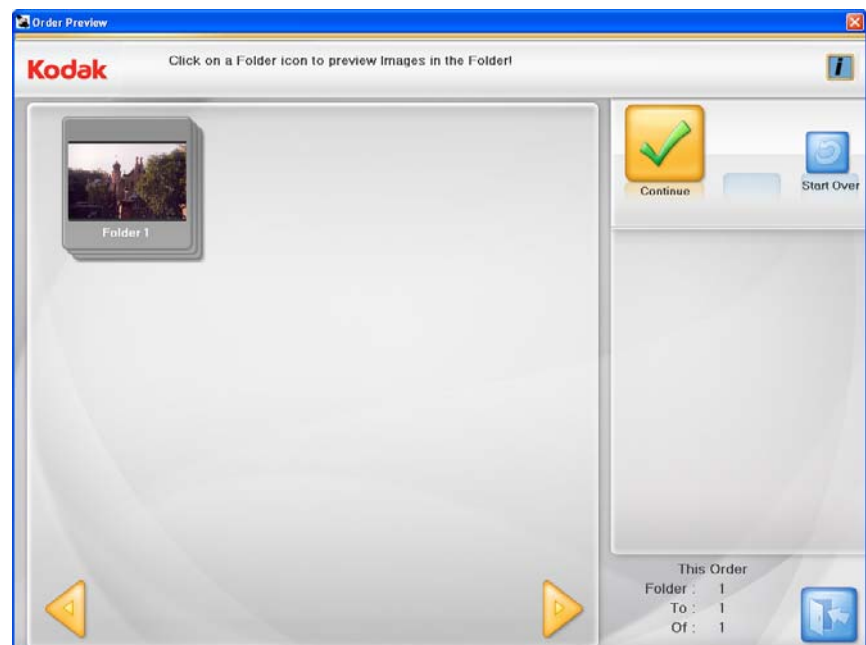 Order Preview
Kodak
Click on a Folder icon to preview Images in the Folder!
i
Folder 1
Continue
Start Over
This Order
Folder : 1
To : 1
Of : 1